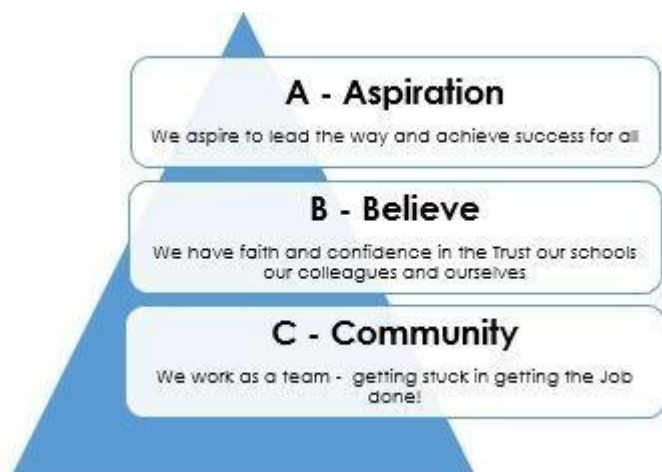 A - Aspiration
We aspire to lead the way and achieve success for all
B - Believe
We have faith and confidence in the Trust our schools
our colleagues and ourselves
C - Community
We work as a team - getting stuck in getting the Job
done!